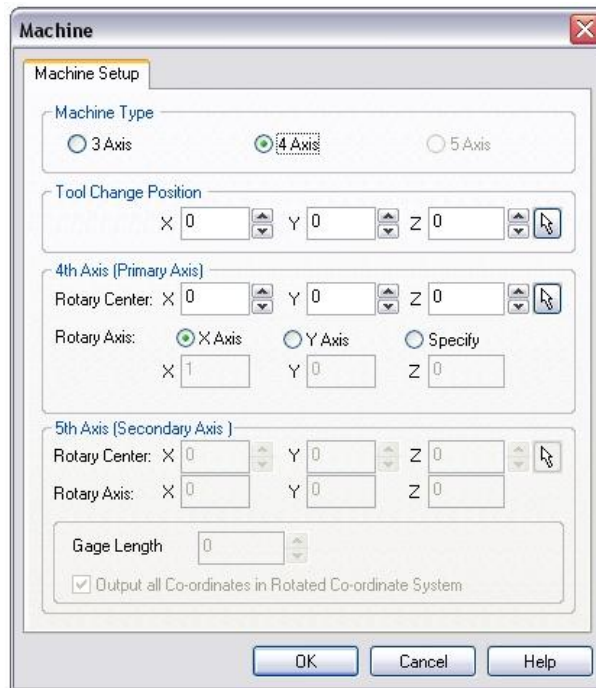 Machine
Machine Setup
Machine Type
3 Axis 4 Axis 5 Axis
Tool Change Position
X 0 Y 0 Z 0
4th Axis (Primary Axis)
Rotary Center: X 0 Y 0 Z 0
Rotary Axis: X Axis Y Axis Specify
X 1 Y 0 Z 0
5th Axis (Secondary Axis )
Rotary Center: X 0 Y 0 Z 0
Rotary Axis: X 0 Y 0 Z 0
Gage Length 0
Output all Co-ordinates in Rotated Co-ordinate System
OK Cancel Help